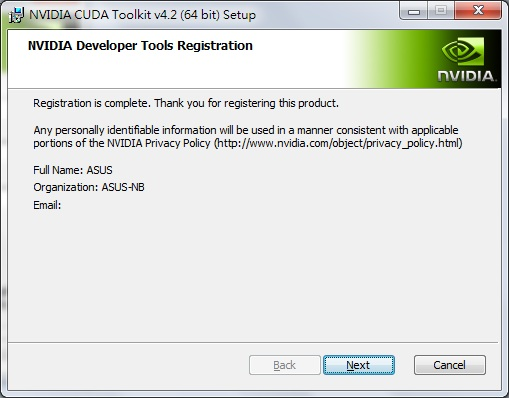 NVIDIA CUDA Toolkit v4.2 (64 bit) Setup
NVIDIA Developer Tools Registration
NVIDIA
Registration is complete. Thank you for registering this product.
Any personally identifiable information will be used in a manner consistent with applicable
portions of the NVIDIA Privacy Policy (http://www.nvidia.com/object/privacy_policy.html)
Full Name: ASUS
Organization: ASUS-NB
Email:
Back
Next
Cancel